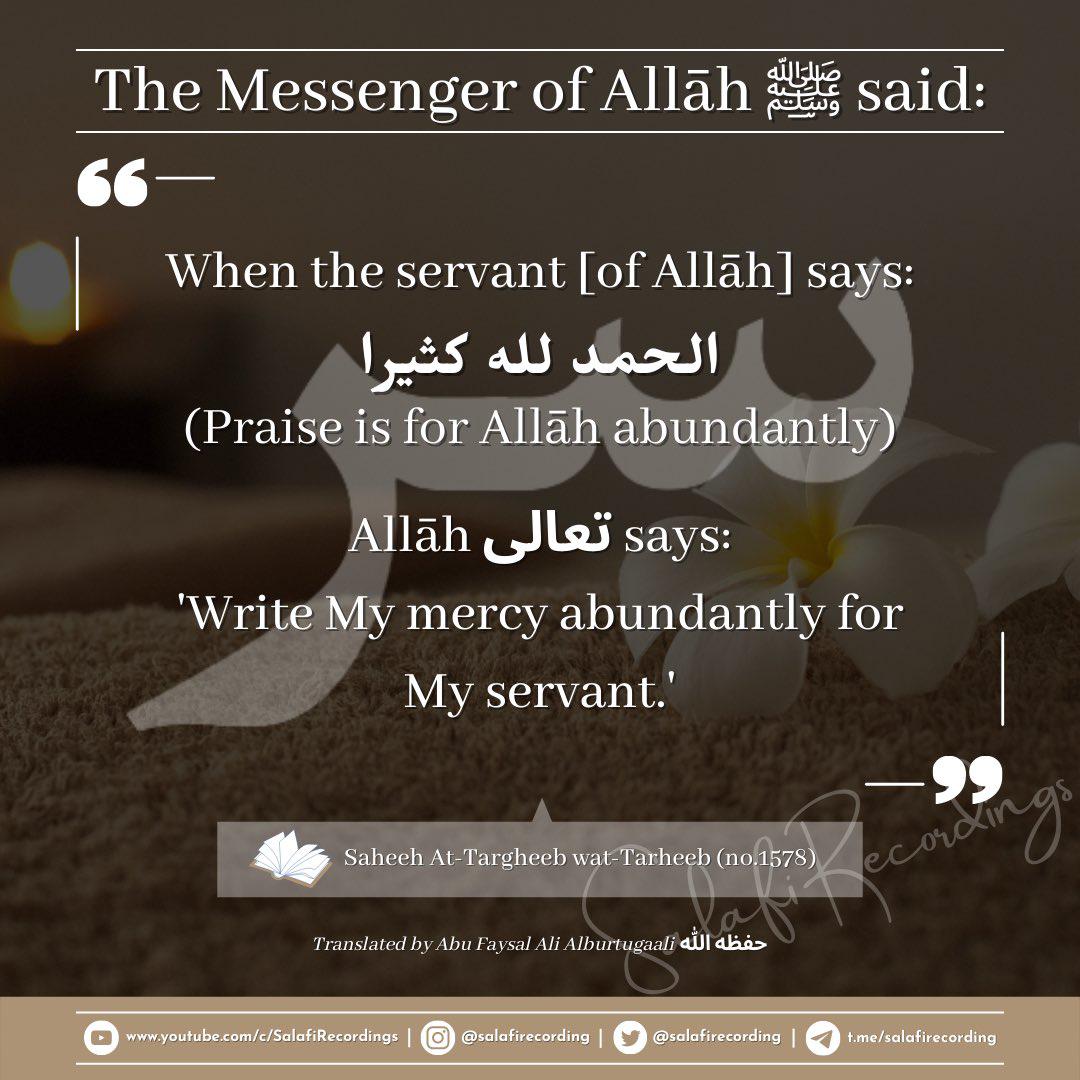 The Messenger of Allāh ﷺ said:
“
When the servant [of Allāh] says:
الحمد لله كثيرا
(Praise is for Allāh abundantly)
Allāh تعالى says:
'Write My mercy abundantly for
My servant.'
”
Saheeh At-Targheeb wat-Tarheeb (no.1578)
SalafiRecordings
Translated by Abu Faysal Ali Alburtugaali حفظه الله
www.youtube.com/c/SalafiRecordings | @salafirecording | @salafirecording | t.me/salafirecording